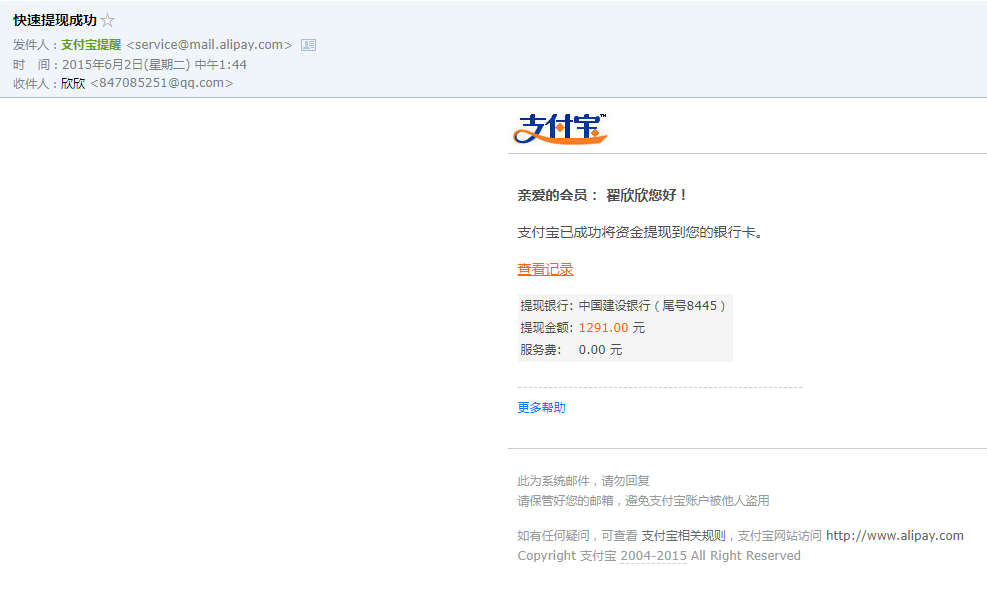 快速提现成功☆
发件人：支付宝提醒 <service@mail.alipay.com>
时　间：2015年6月2日(星期二) 中午1:44
收件人：欣欣 <847085251@qq.com>
支付宝™
亲爱的会员： 翟欣欣您好！
支付宝已成功将资金提现到您的银行卡。
查看记录
提现银行: 中国建设银行（尾号8445）
提现金额: 1291.00 元
服务费: 0.00 元
更多帮助
此为系统邮件，请勿回复
请保管好您的邮箱，避免支付宝账户被他人盗用
如有任何疑问，可查看 支付宝相关规则，支付宝网站访问 http://www.alipay.com
Copyright 支付宝 2004-2015 All Right Reserved